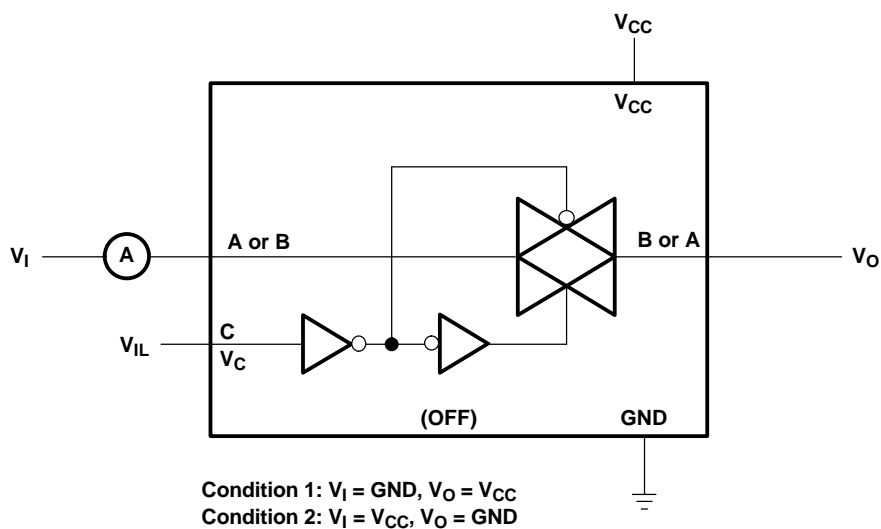 VCC
VCC
VI
A
A or B
B or A
VO
VIL
C
VC
(OFF)
GND
Condition 1: VI = GND, VO = VCC
Condition 2: VI = VCC, VO = GND